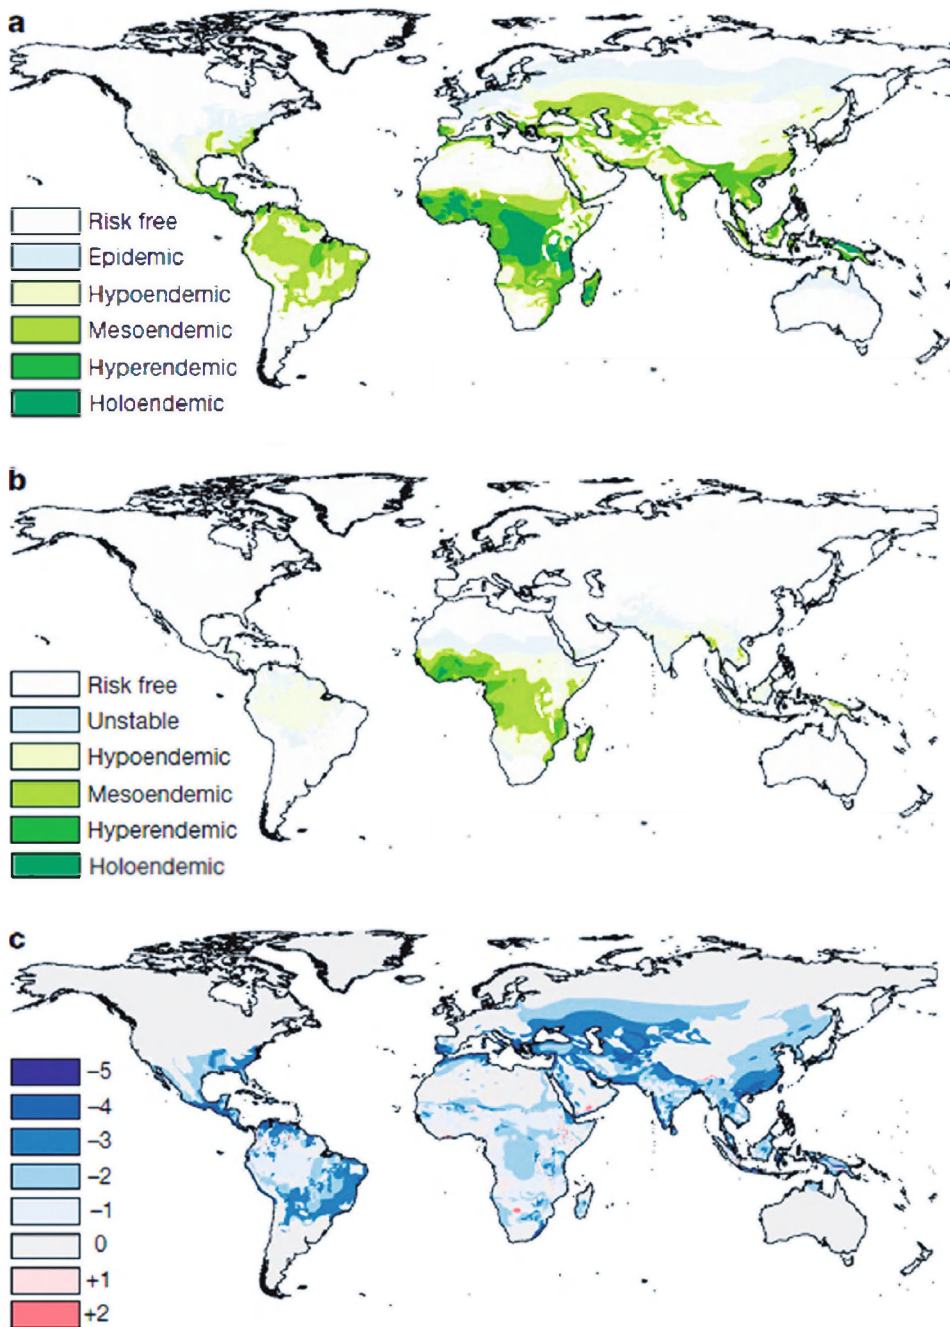 a
Risk free
Epidemic
Hypoendemic
Mesoendemic
Hyperendemic
Holoendemic
b
Risk free
Unstable
Hypoendemic
Mesoendemic
Hyperendemic
Holoendemic
c
−5
−4
−3
−2
−1
0
+1
+2